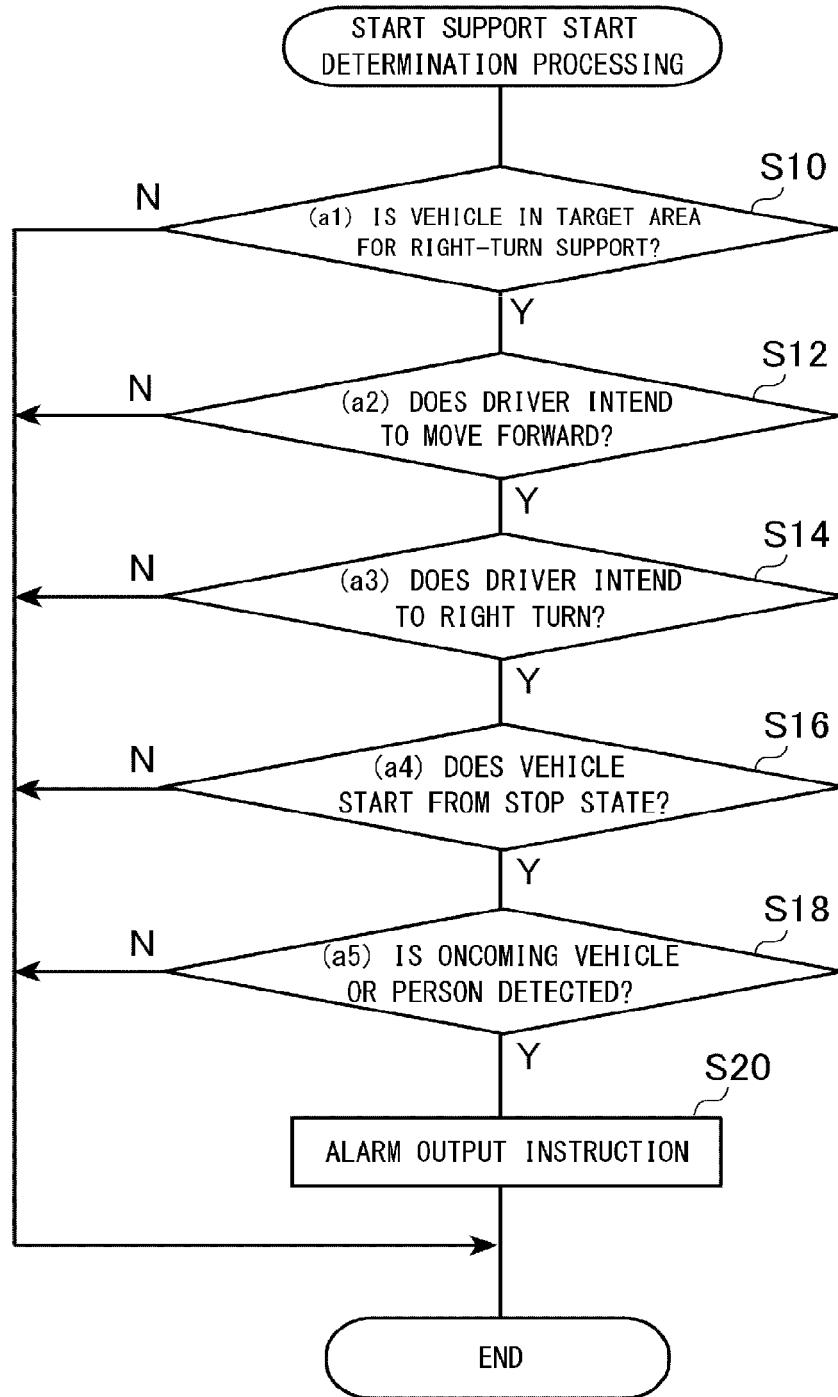 START SUPPORT START
DETERMINATION PROCESSING
S10
N
(a1) IS VEHICLE IN TARGET AREA
FOR RIGHT-TURN SUPPORT?
Y
S12
N
(a2) DOES DRIVER INTEND
TO MOVE FORWARD?
Y
S14
N
(a3) DOES DRIVER INTEND
TO RIGHT TURN?
Y
S16
N
(a4) DOES VEHICLE
START FROM STOP STATE?
Y
S18
N
(a5) IS ONCOMING VEHICLE
OR PERSON DETECTED?
Y
S20
ALARM OUTPUT INSTRUCTION
END